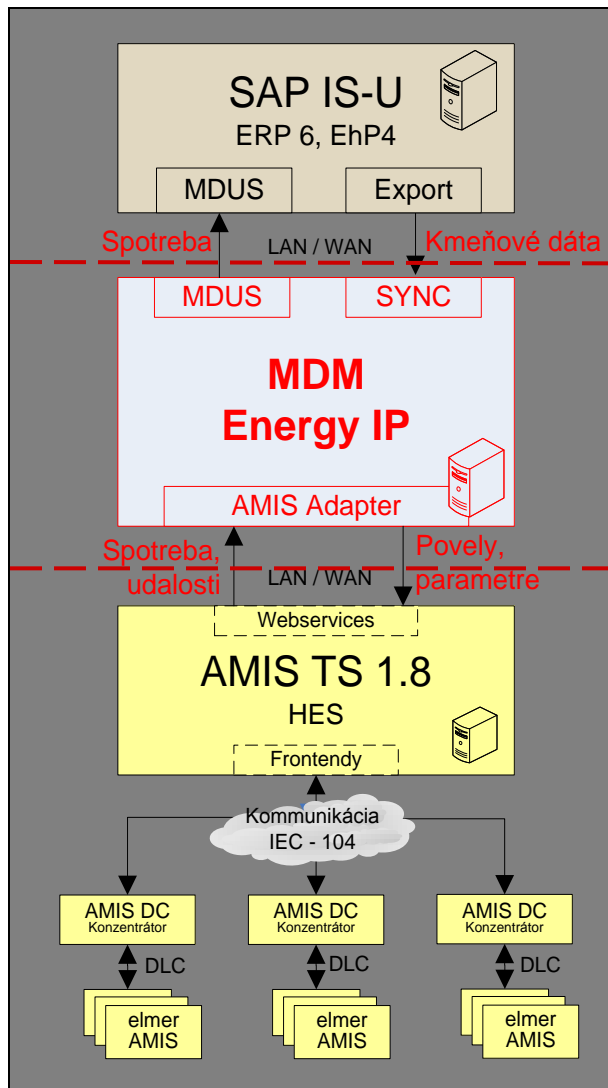 SAP IS-U
ERP 6, EhP4
MDUS
Export
Spotreba
LAN / WAN
Kmeňové dáta
MDUS
SYNC
MDM
Energy IP
AMIS Adapter
Spotreba,
udalosti
LAN / WAN
Povely,
parametre
Webservices
AMIS TS 1.8
HES
Frontendy
Kommunikácia
IEC - 104
AMIS DC
Konzentrátor
AMIS DC
Konzentrátor
AMIS DC
Konzentrátor
DLC
DLC
DLC
elmer
AMIS
elmer
AMIS
elmer
AMIS